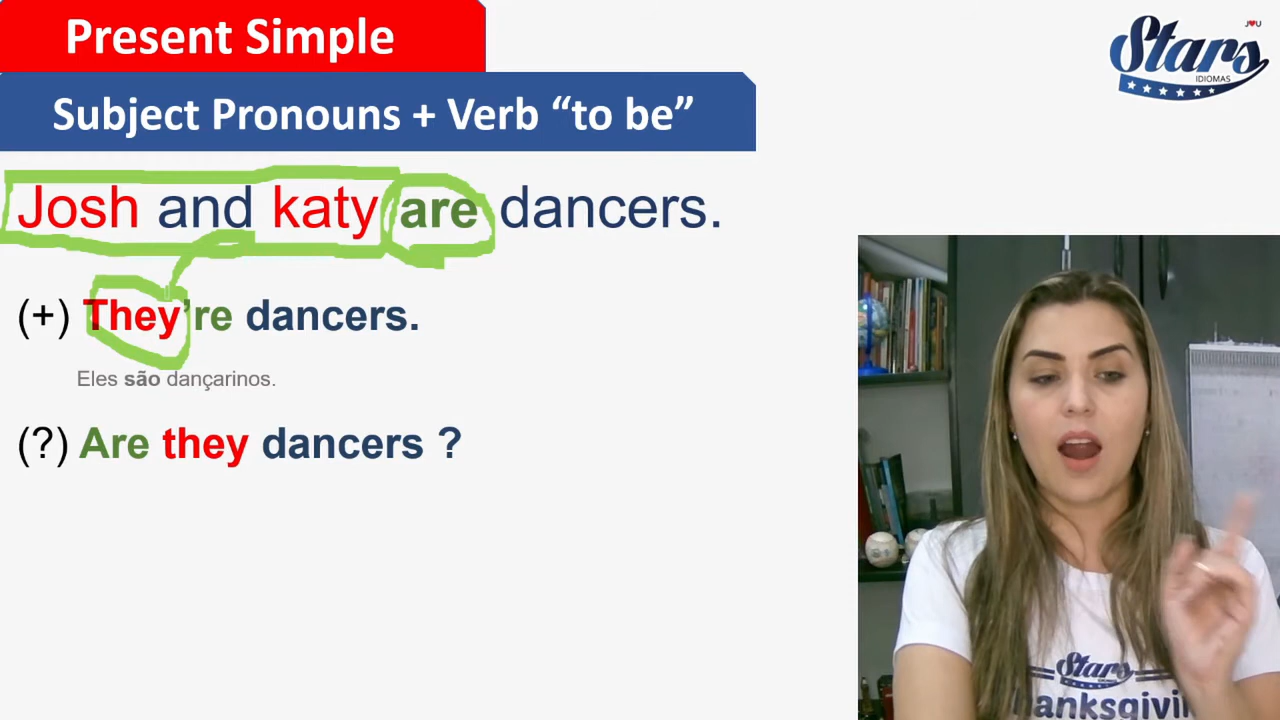 Present Simple
J♥U
Stars
IDIOMAS
Subject Pronouns + Verb “to be”
Josh and katy are dancers.
(+) They’re dancers.
Eles são dançarinos.
(?) Are they dancers ?
Stars
IDIOMAS